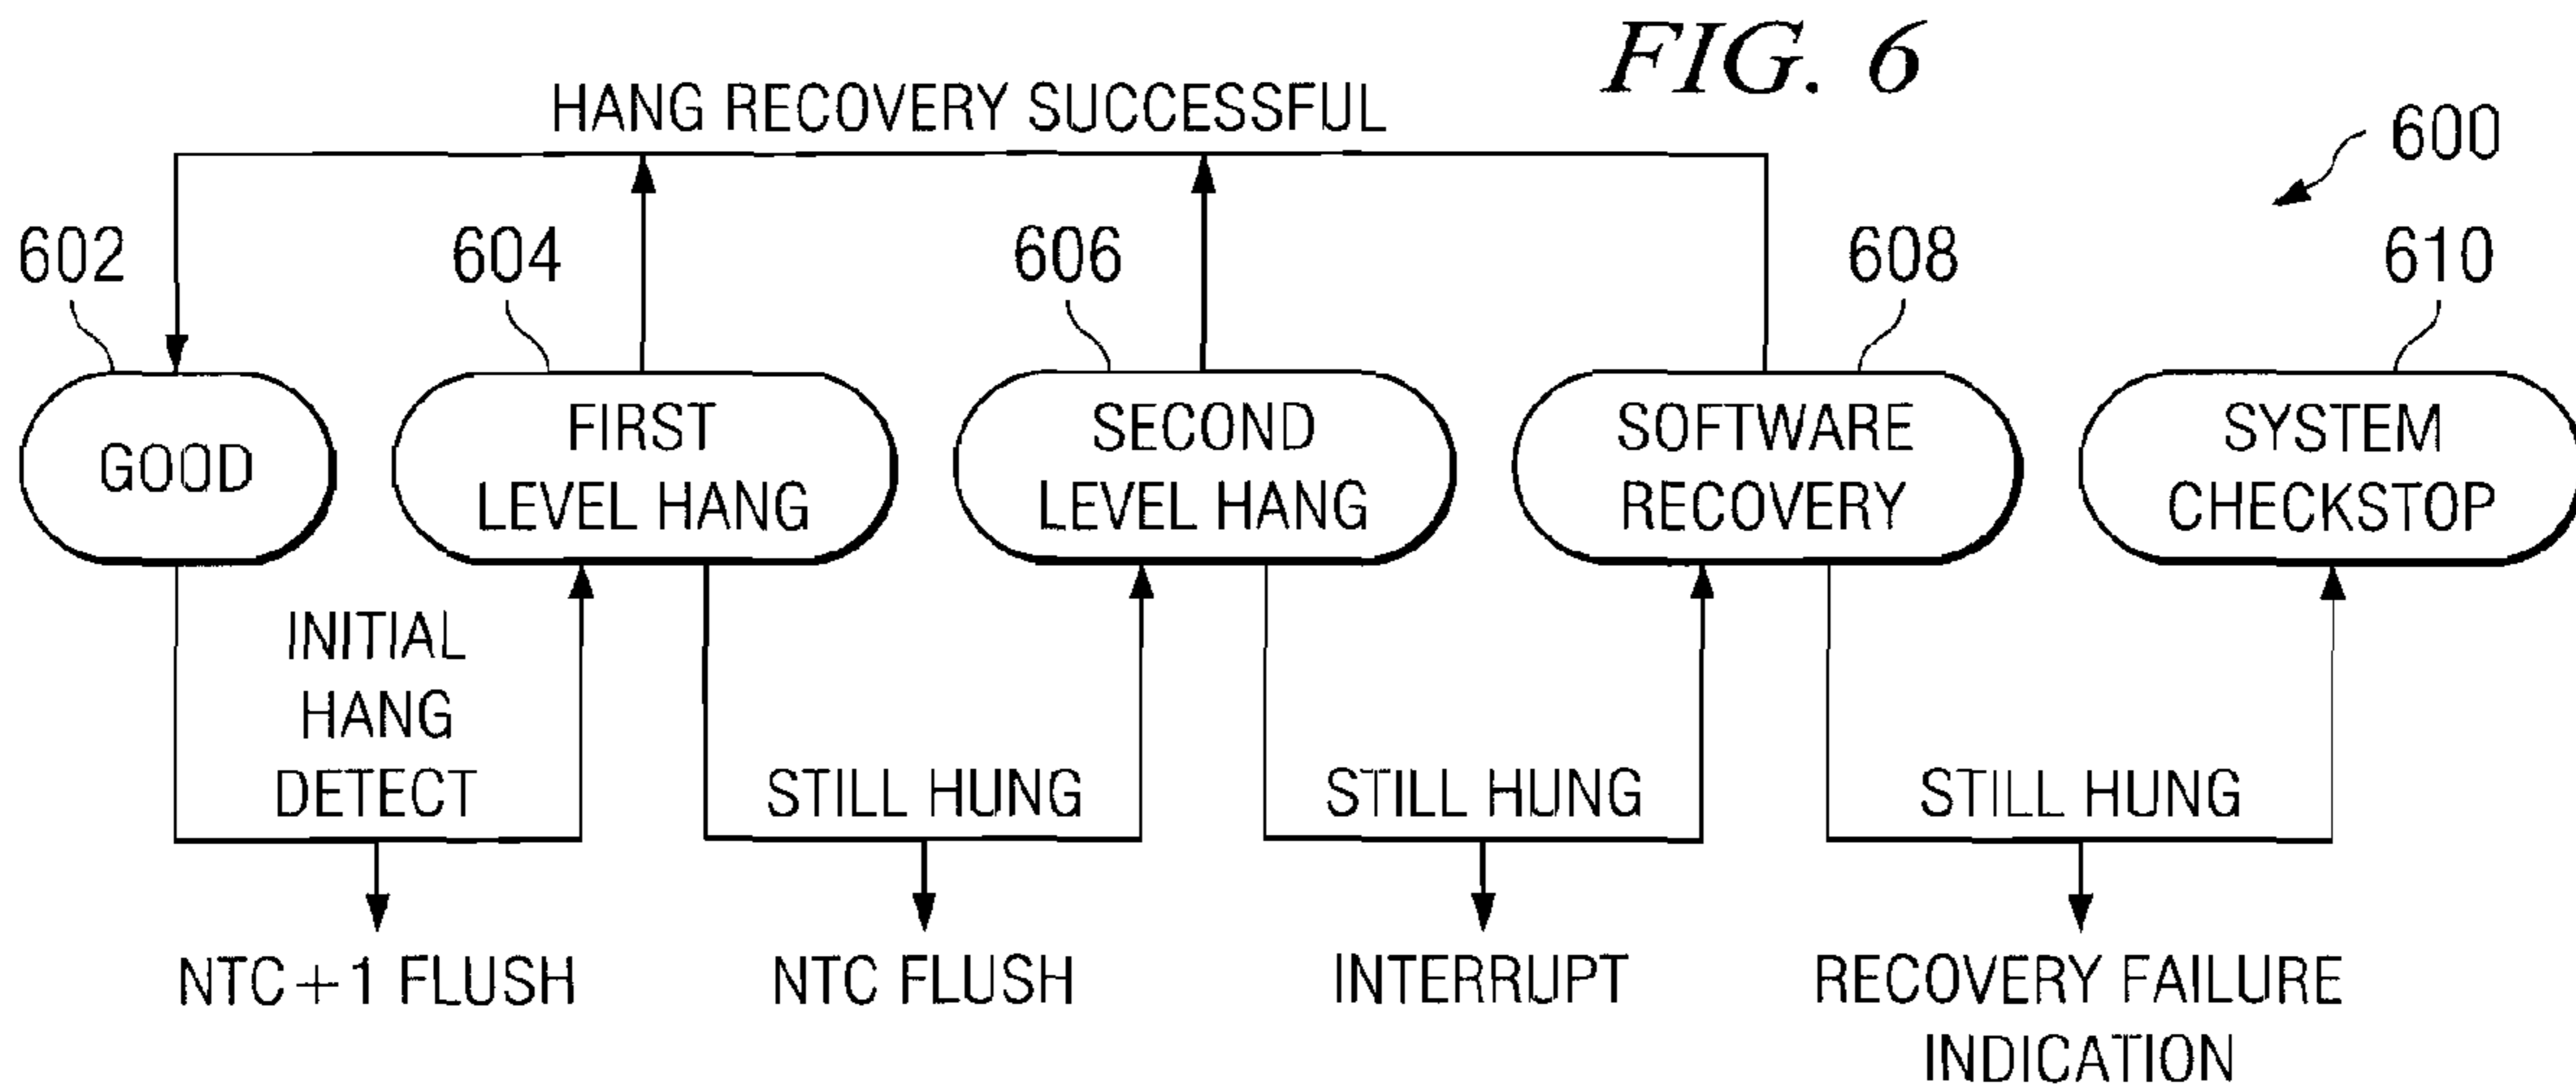 FIG. 6
HANG RECOVERY SUCCESSFUL
600
602
604
606
608
610
GOOD
FIRST
LEVEL HANG
SECOND
LEVEL HANG
SOFTWARE
RECOVERY
SYSTEM
CHECKSTOP
INITIAL
HANG
DETECT
STILL HUNG
STILL HUNG
STILL HUNG
NTC+1 FLUSH
NTC FLUSH
INTERRUPT
RECOVERY FAILURE
INDICATION